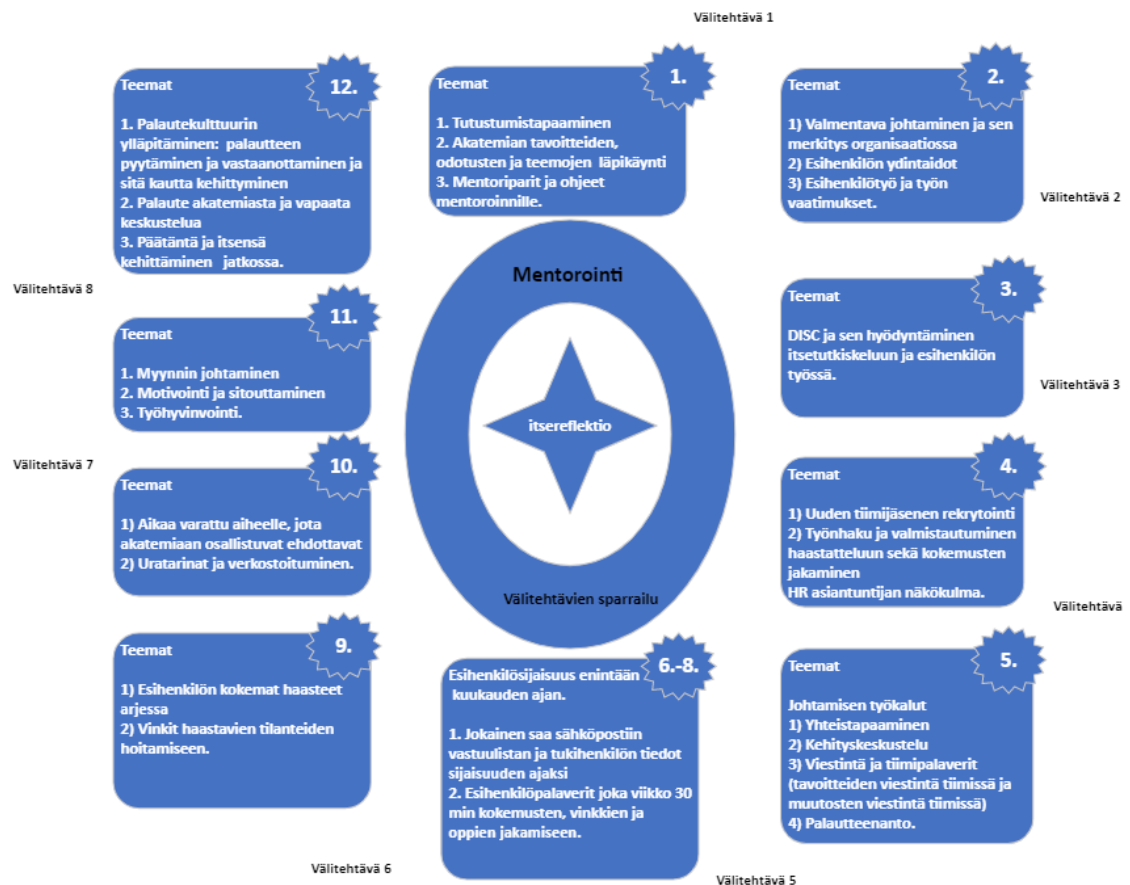 Välitehtävä 1
1.
Teemat
1. Tutustumistapaaminen
2. Akatemian tavoitteiden,
odotusten ja teemojen läpikäynti
3. Mentoriparit ja ohjeet
mentoroinnille.
2.
Teemat
1) Valmentava johtaminen ja sen
merkitys organisaatiossa
2) Esihenkilön ydintaidot
3) Esihenkilötyö ja työn
vaatimukset.
Välitehtävä 2
3.
Teemat
DISC ja sen hyödyntäminen
itsetutkiskeluun ja esihenkilön
työssä.
Välitehtävä 3
4.
Teemat
1) Uuden tiimijäsenen rekrytointi
2) Työnhaku ja valmistautuminen
haastatteluun sekä kokemusten
jakaminen
HR asiantuntijan näkökulma.
Välitehtävä
5.
Teemat
Johtamisen työkalut
1) Yhteistapaaminen
2) Kehityskeskustelu
3) Viestintä ja tiimipalaverit
(tavoitteiden viestintä tiimissä ja
muutosten viestintä tiimissä)
4) Palautteenanto.
Välitehtävä 5
6.-8.
Esihenkilösijaisuus enintään
kuukauden ajan.
1. Jokainen saa sähköpostiin
vastuulistan ja tukihenkilön tiedot
sijaisuuden ajaksi
2. Esihenkilöpalaverit joka viikko 30
min kokemusten, vinkkien ja
oppien jakamiseen.
Välitehtävä 6
9.
Teemat
1) Esihenkilön kokemat haasteet
arjessa
2) Vinkit haastavien tilanteiden
hoitamiseen.
10.
Teemat
1) Aikaa varattu aiheelle, jota
akatemiaan osallistuvat ehdottavat
2) Uratarinat ja verkostoituminen.
Välitehtävä 7
11.
Teemat
1. Myynnin johtaminen
2. Motivointi ja sitouttaminen
3. Työhyvinvointi.
Välitehtävä 8
12.
Teemat
1. Palautekulttuurin
ylläpitäminen: palautteen
pyytäminen ja vastaanottaminen ja
sitä kautta kehittyminen
2. Palaute akatemiasta ja vapaata
keskustelua
3. Päätäntä ja itsensä
kehittäminen jatkossa.
Mentorointi
itsereflektio
Välitehtävien sparrailu